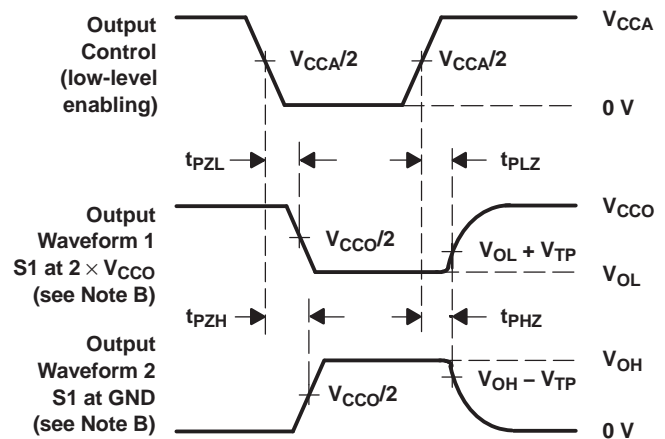 Output
Control
(low-level
enabling)
VCCA
VCCA/2
VCCA/2
0 V
tPZL
tPLZ
Output
Waveform 1
S1 at 2 × VCCO
(see Note B)
VCCO
VCCO/2
VOL + VTP
VOL
tPZH
tPHZ
Output
Waveform 2
S1 at GND
(see Note B)
VOH
VCCO/2
VOH − VTP
0 V